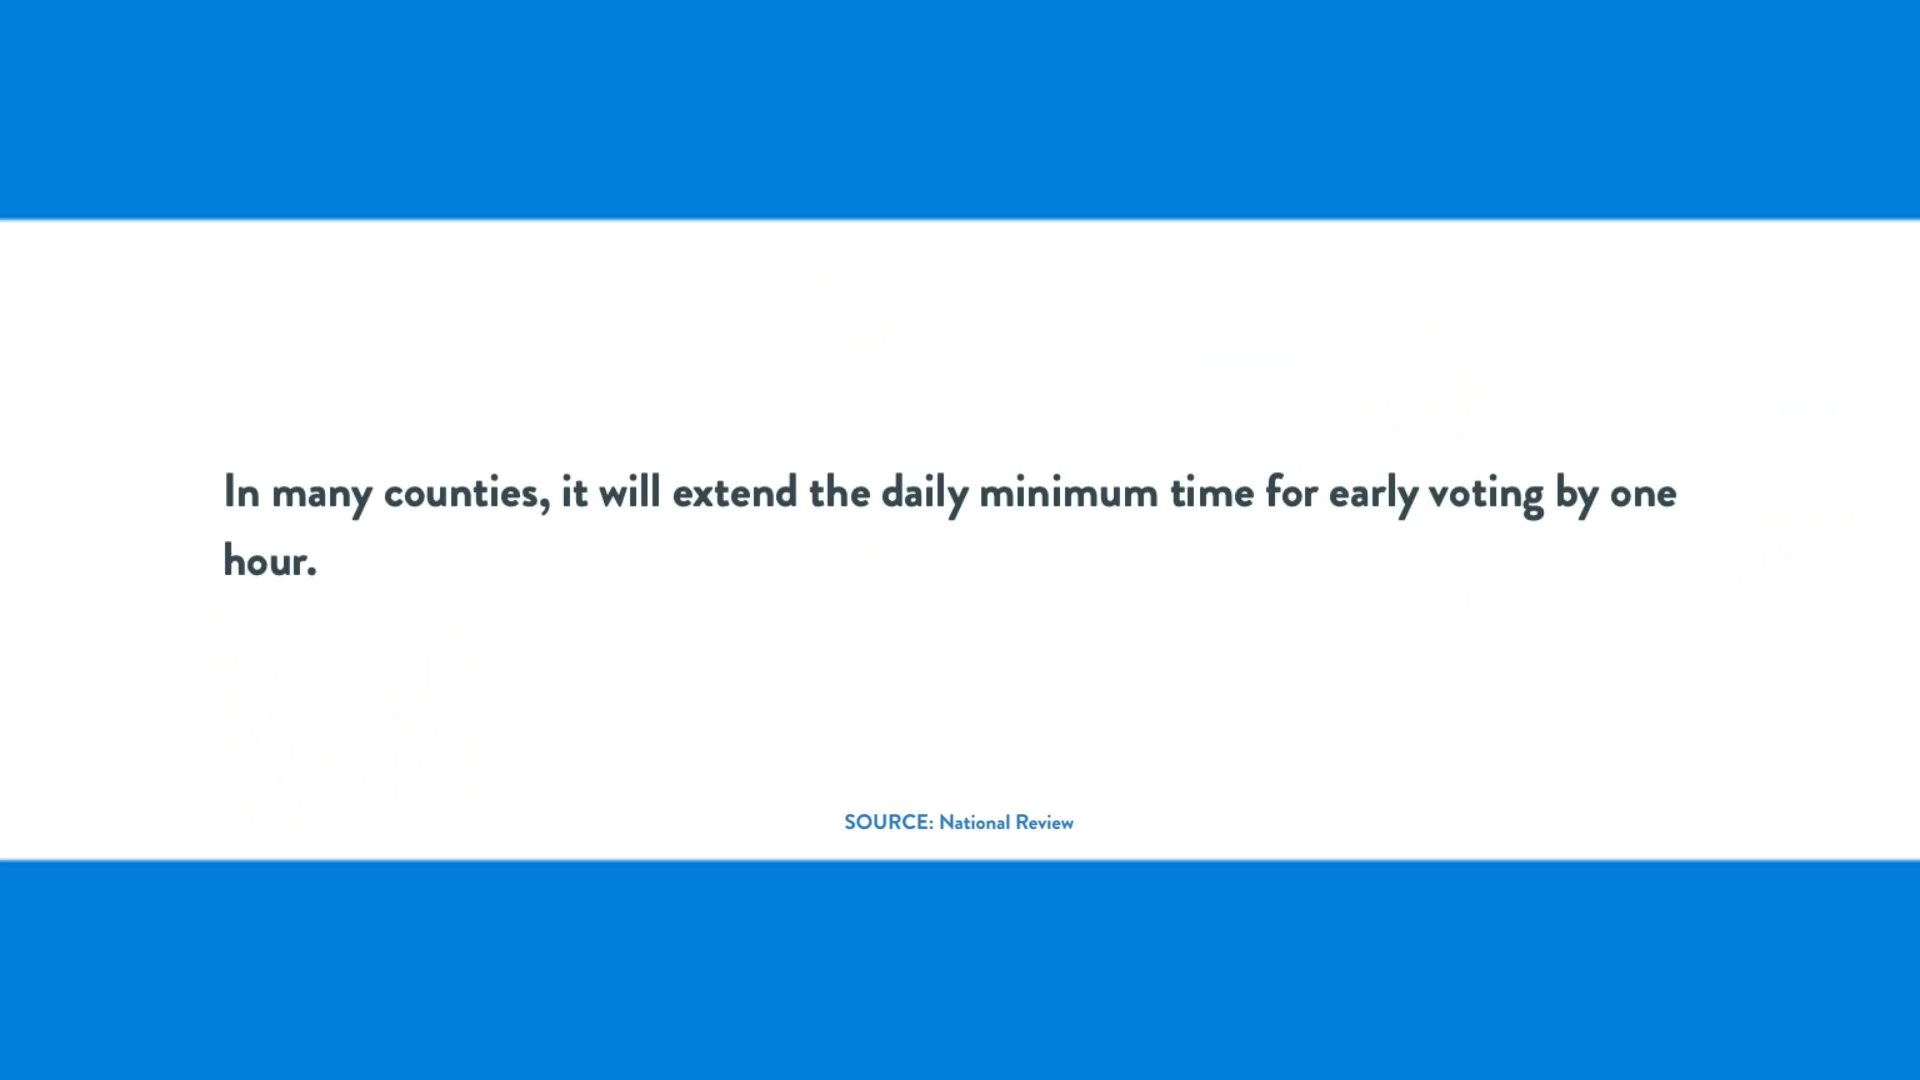 In many counties, it will extend the daily minimum time for early voting by one
hour.
SOURCE: National Review